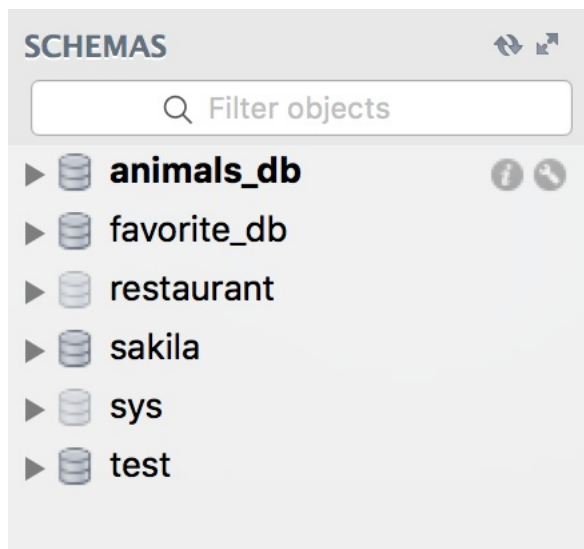 SCHEMAS
Filter objects
animals_db
favorite_db
restaurant
sakila
sys
test